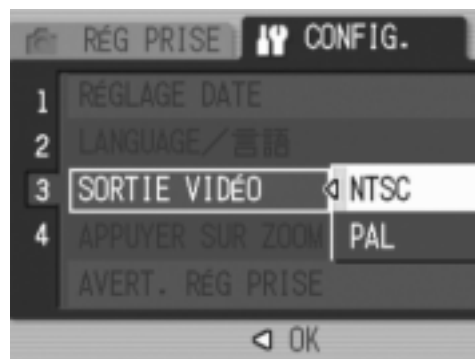 RÉG PRISE CONFIG.
1 RÉGLAGE DATE
2 LANGUAGE/言語
3 SORTIE VIDÉO NTSC
4 APPUYER SUR ZOOM PAL
AVERT. RÉG PRISE
OK